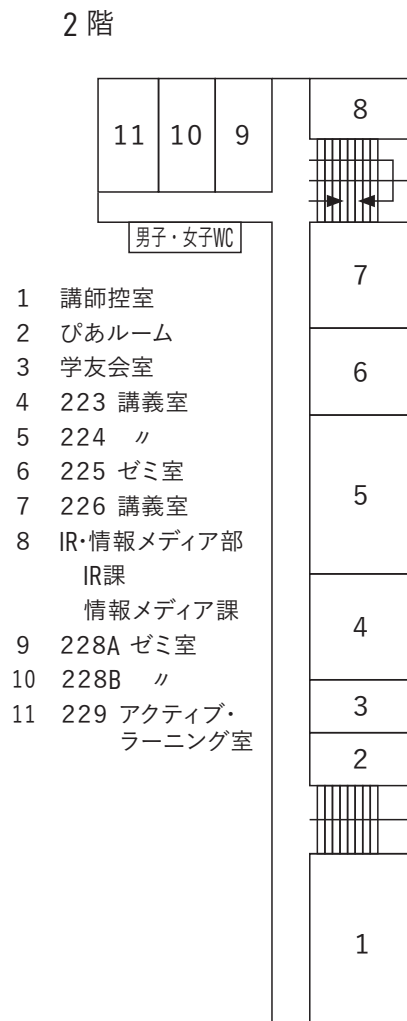 2 階
8
11 10 9
男子・女子WC
7
6
5
4
3
2
1
1 講師控室
2 ぴあルーム
3 学友会室
4 223 講義室
5 224 〃
6 225 ゼミ室
7 226 講義室
8 IR・情報メディア部
IR課
情報メディア課
9 228A ゼミ室
10 228B 〃
11 229 アクティブ・
ラーニング室